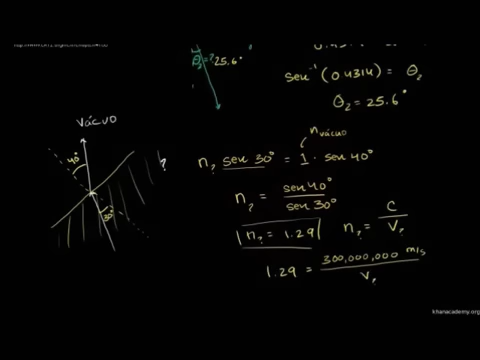 θ₂=? 25.6°
sen⁻¹(0.4314) = θ₂
θ₂ = 25.6°
vácuo
n vácuo
40°
?
n? sen 30° = 1 · sen 40°
30°
n? = sen 40° / sen 30°
n? = 1.29
n? = C / V?
1.29 = 300,000,000 m/s / V?
khanacademy.org